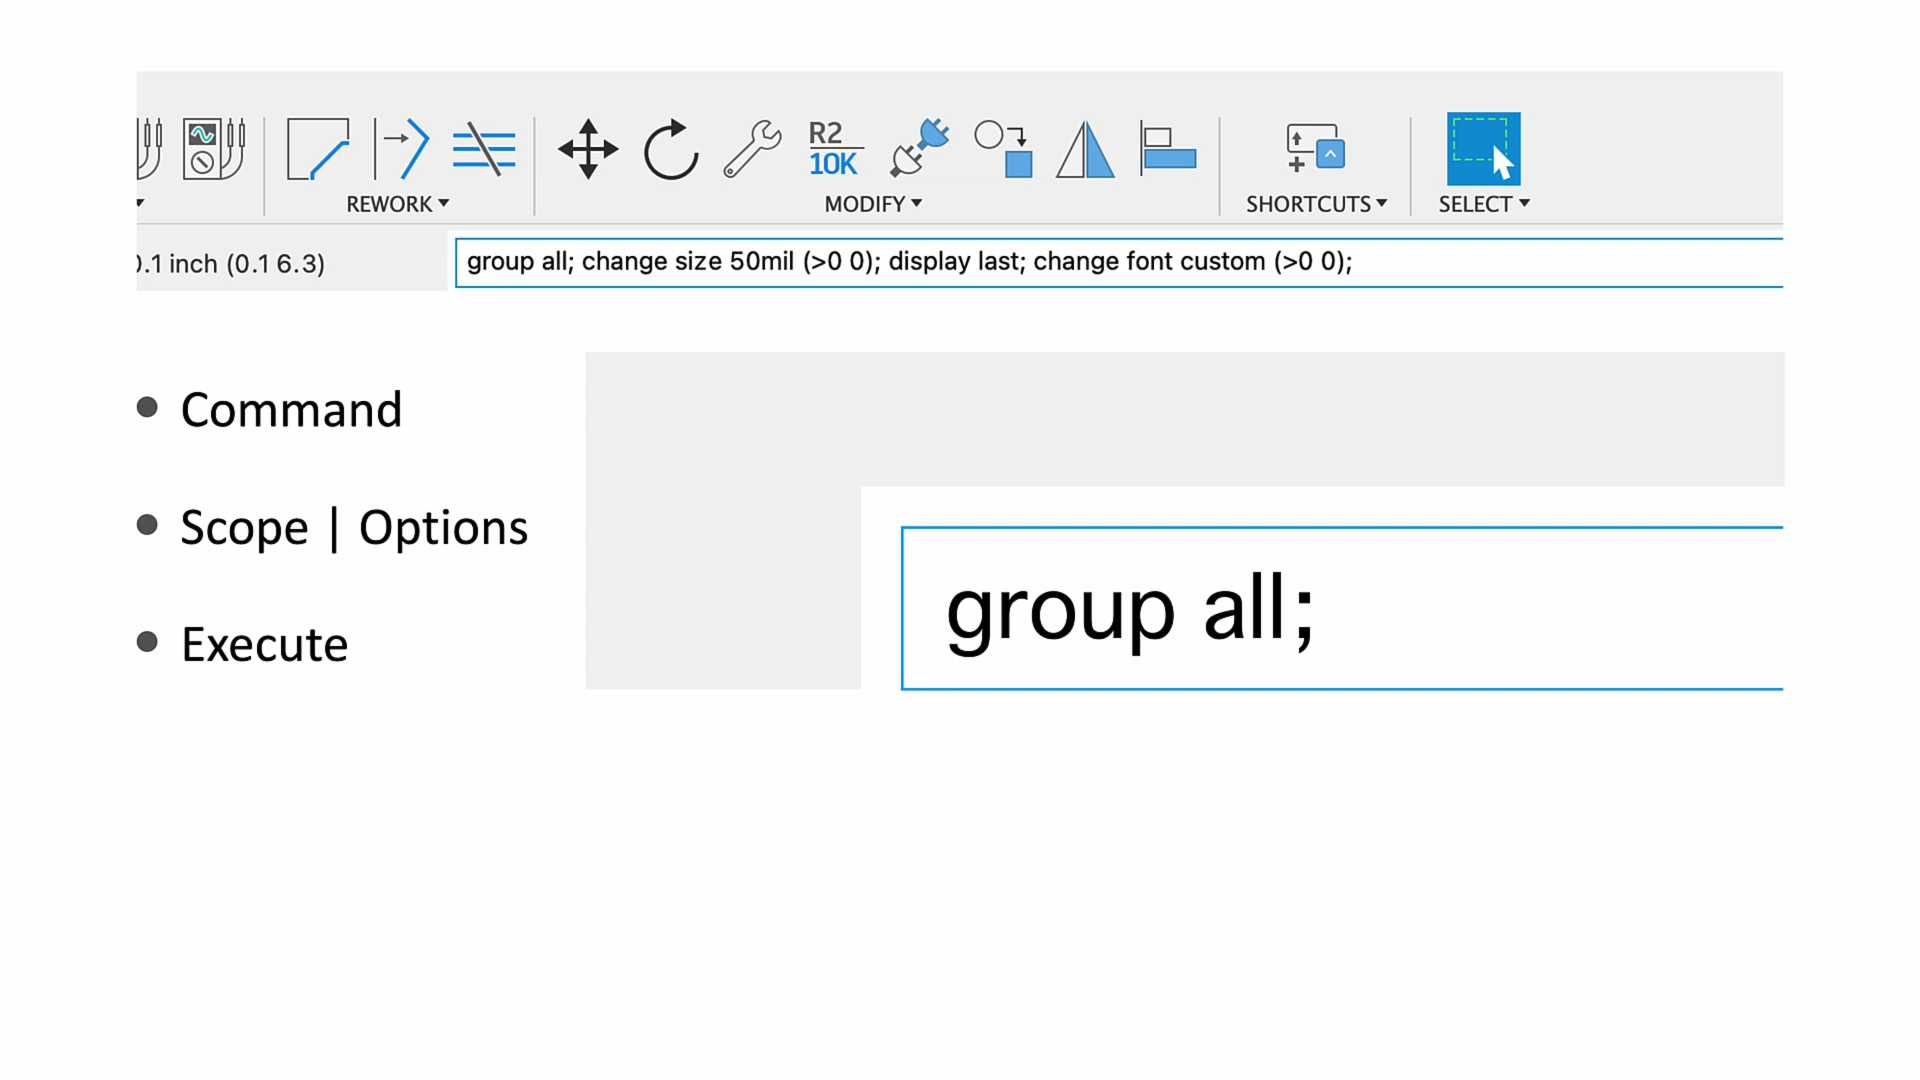 R2
10K
REWORK
MODIFY
SHORTCUTS
SELECT
0.1 inch (0.1 6.3)
group all; change size 50mil (>0 0); display last; change font custom (>0 0);
• Command
• Scope | Options
• Execute
group all;